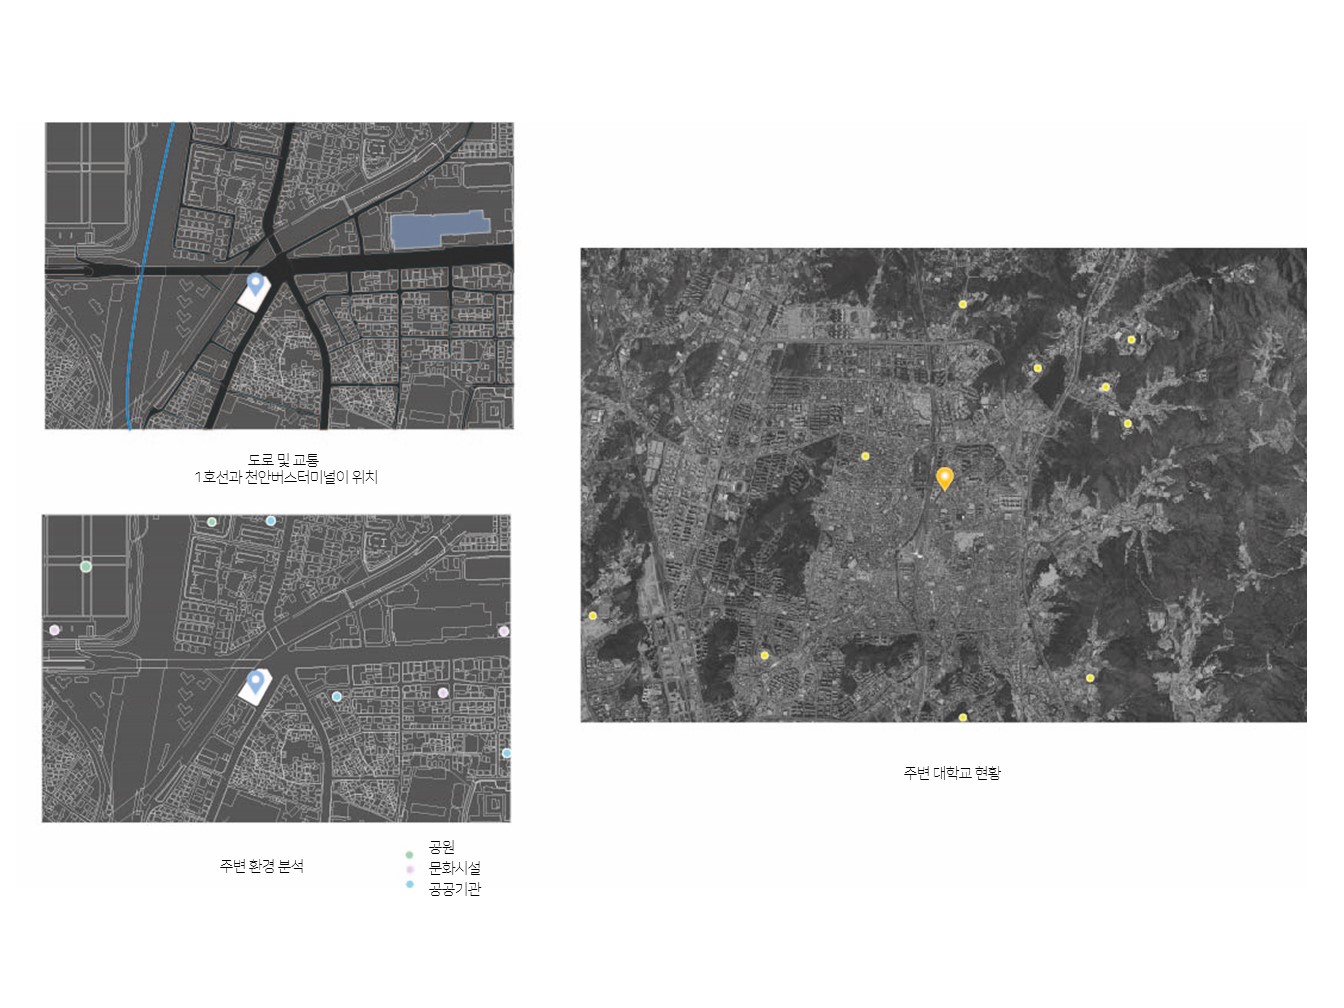 도로 및 교통
1호선과 천안버스터미널이 위치
주변 대학교 현황
주변 환경 분석
공원
문화시설
공공기관